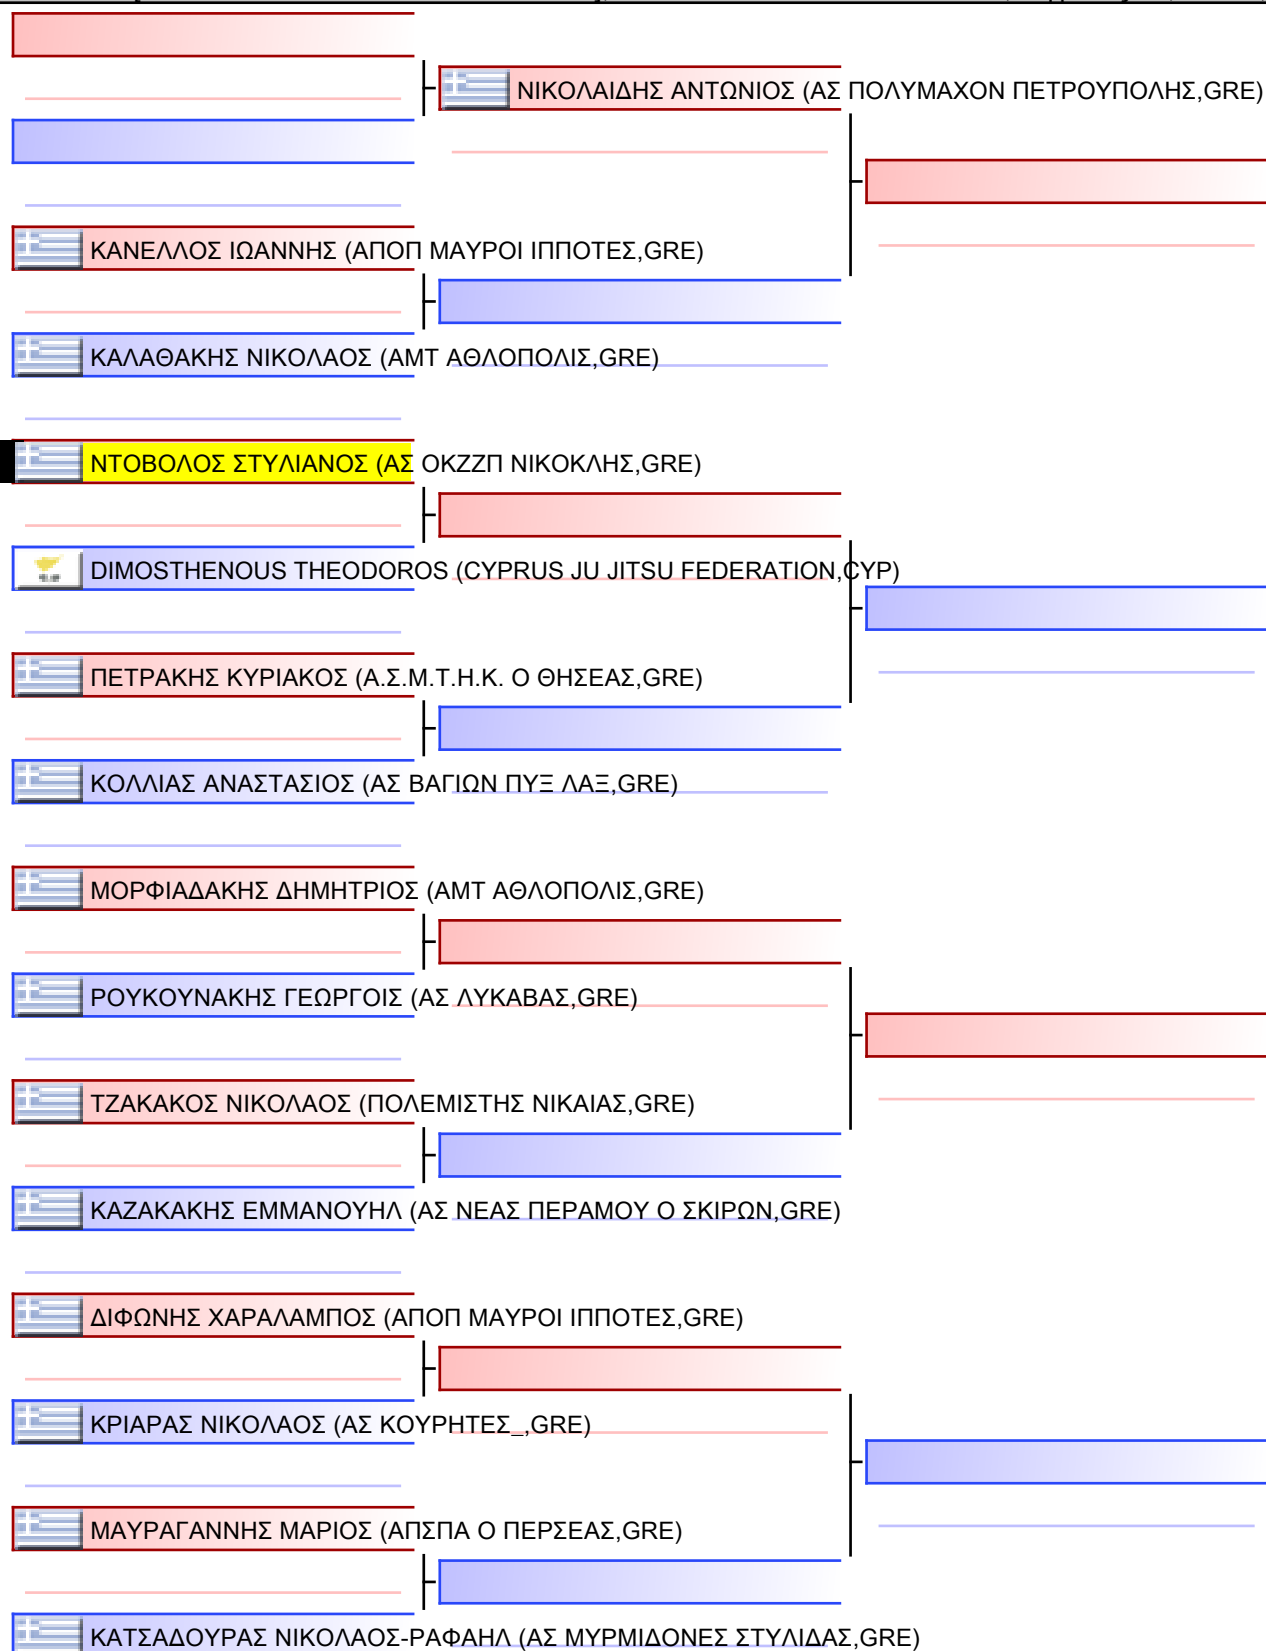 ΝΙΚΟΛΑΙΔΗΣ ΑΝΤΩΝΙΟΣ (ΑΣ ΠΟΛΥΜΑΧΟΝ ΠΕΤΡΟΥΠΟΛΗΣ,GRE)
ΚΑΝΕΛΛΟΣ ΙΩΑΝΝΗΣ (ΑΠΟΠ ΜΑΥΡΟΙ ΙΠΠΟΤΕΣ,GRE)
ΚΑΛΑΘΑΚΗΣ ΝΙΚΟΛΑΟΣ (ΑΜΤ ΑΘΛΟΠΟΛΙΣ,GRE)
ΝΤΟΒΟΛΟΣ ΣΤΥΛΙΑΝΟΣ (ΑΣ ΟΚΖΖΠ ΝΙΚΟΚΛΗΣ,GRE)
DIMOSTHENOUS THEODOROS (CYPRUS JU JITSU FEDERATION,CYP)
ΠΕΤΡΑΚΗΣ ΚΥΡΙΑΚΟΣ (Α.Σ.Μ.Τ.Η.Κ. Ο ΘΗΣΕΑΣ,GRE)
ΚΟΛΛΙΑΣ ΑΝΑΣΤΑΣΙΟΣ (ΑΣ ΒΑΓΙΩΝ ΠΥΞ ΛΑΞ,GRE)
ΜΟΡΦΙΑΔΑΚΗΣ ΔΗΜΗΤΡΙΟΣ (ΑΜΤ ΑΘΛΟΠΟΛΙΣ,GRE)
ΡΟΥΚΟΥΝΑΚΗΣ ΓΕΩΡΓΟΙΣ (ΑΣ ΛΥΚΑΒΑΣ,GRE)
ΤΖΑΚΑΚΟΣ ΝΙΚΟΛΑΟΣ (ΠΟΛΕΜΙΣΤΗΣ ΝΙΚΑΙΑΣ,GRE)
ΚΑΖΑΚΑΚΗΣ ΕΜΜΑΝΟΥΗΛ (ΑΣ ΝΕΑΣ ΠΕΡΑΜΟΥ Ο ΣΚΙΡΩΝ,GRE)
ΔΙΦΩΝΗΣ ΧΑΡΑΛΑΜΠΟΣ (ΑΠΟΠ ΜΑΥΡΟΙ ΙΠΠΟΤΕΣ,GRE)
ΚΡΙΑΡΑΣ ΝΙΚΟΛΑΟΣ (ΑΣ ΚΟΥΡΗΤΕΣ_,GRE)
ΜΑΥΡΑΓΑΝΝΗΣ ΜΑΡΙΟΣ (ΑΠΣΠΑ Ο ΠΕΡΣΕΑΣ,GRE)
ΚΑΤΣΑΔΟΥΡΑΣ ΝΙΚΟΛΑΟΣ-ΡΑΦΑΗΛ (ΑΣ ΜΥΡΜΙΔΟΝΕΣ ΣΤΥΛΙΔΑΣ,GRE)